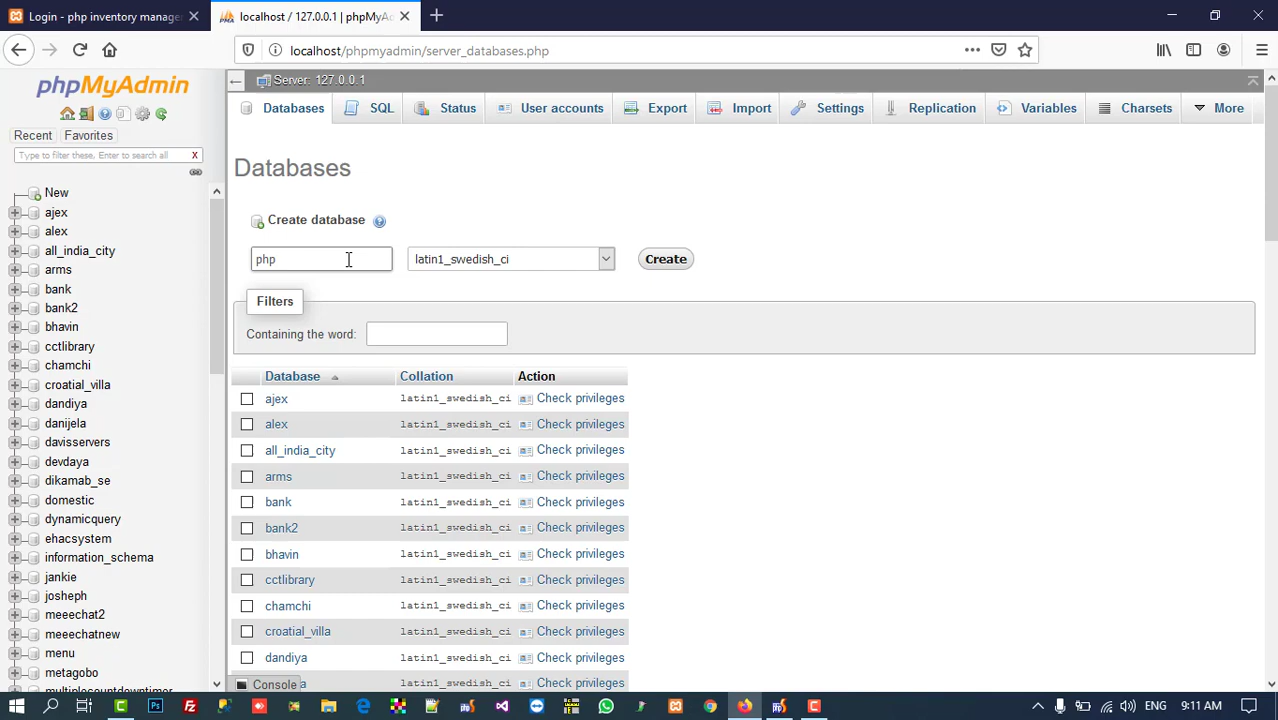 Login - php inventory manager
localhost / 127.0.0.1 | phpMyAd
localhost/phpmyadmin/server_databases.php
phpMyAdmin
Recent
Favorites
Type to filter these, Enter to search all
X
New
ajex
alex
all_india_city
arms
bank
bank2
bhavin
cctlibrary
chamchi
croatial_villa
dandiya
danijela
davisservers
devdaya
dikamab_se
domestic
dynamicquery
ehacsystem
information_schema
jankie
josheph
meeechat2
meeechatnew
menu
metagobo
multiplecountdowntimer
Server: 127.0.0.1
Databases
SQL
Status
User accounts
Export
Import
Settings
Replication
Variables
Charsets
More
Databases
Create database
php
latin1_swedish_ci
Create
Filters
Containing the word:
Database
Collation
Action
ajex latin1_swedish_ci Check privileges
alex latin1_swedish_ci Check privileges
all_india_city latin1_swedish_ci Check privileges
arms latin1_swedish_ci Check privileges
bank latin1_swedish_ci Check privileges
bank2 latin1_swedish_ci Check privileges
bhavin latin1_swedish_ci Check privileges
cctlibrary latin1_swedish_ci Check privileges
chamchi latin1_swedish_ci Check privileges
croatial_villa latin1_swedish_ci Check privileges
dandiya latin1_swedish_ci Check privileges
latin1_swedish_ci Check privileges
Console
ENG
9:11 AM